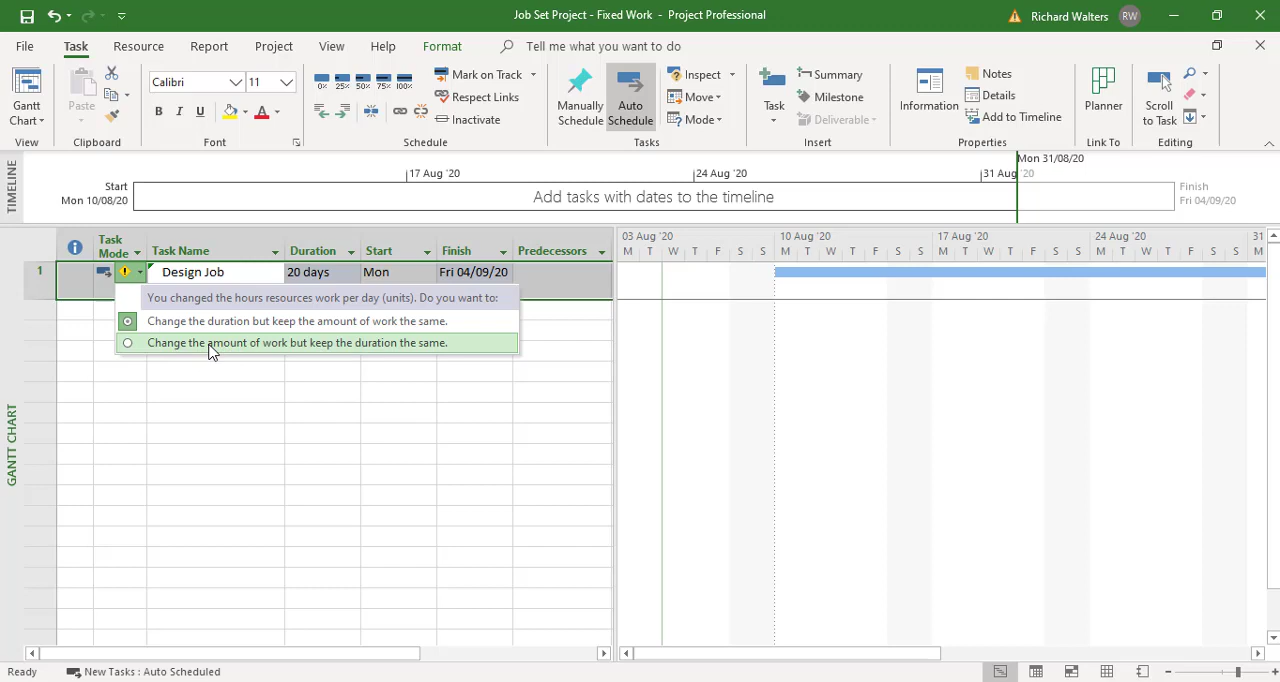 Job Set Project - Fixed Work - Project Professional
Richard Walters RW
File Task Resource Report Project View Help Format Tell me what you want to do
Gantt Chart
View
Paste
Clipboard
Calibri 11
B I U A
Font
0% 25% 50% 75% 100%
Mark on Track
Respect Links
Inactivate
Schedule
Manually Schedule
Auto Schedule
Inspect
Move
Mode
Tasks
Task
Summary
Milestone
Deliverable
Insert
Information
Notes
Details
Add to Timeline
Properties
Planner
Link To
Scroll to Task
Editing
TIMELINE
Mon 31/08/20
17 Aug '20 24 Aug '20 31 Aug '20
Start
Mon 10/08/20
Add tasks with dates to the timeline
Finish
Fri 04/09/20
Task Mode Task Name Duration Start Finish Predecessors
03 Aug '20 10 Aug '20 17 Aug '20 24 Aug '20 31
M T W T F S S M T W T F S S M T W T F S S M T W T F S S M
1 Design Job 20 days Mon Fri 04/09/20
You changed the hours resources work per day (units). Do you want to:
Change the duration but keep the amount of work the same.
Change the amount of work but keep the duration the same.
GANTT CHART
Ready New Tasks : Auto Scheduled